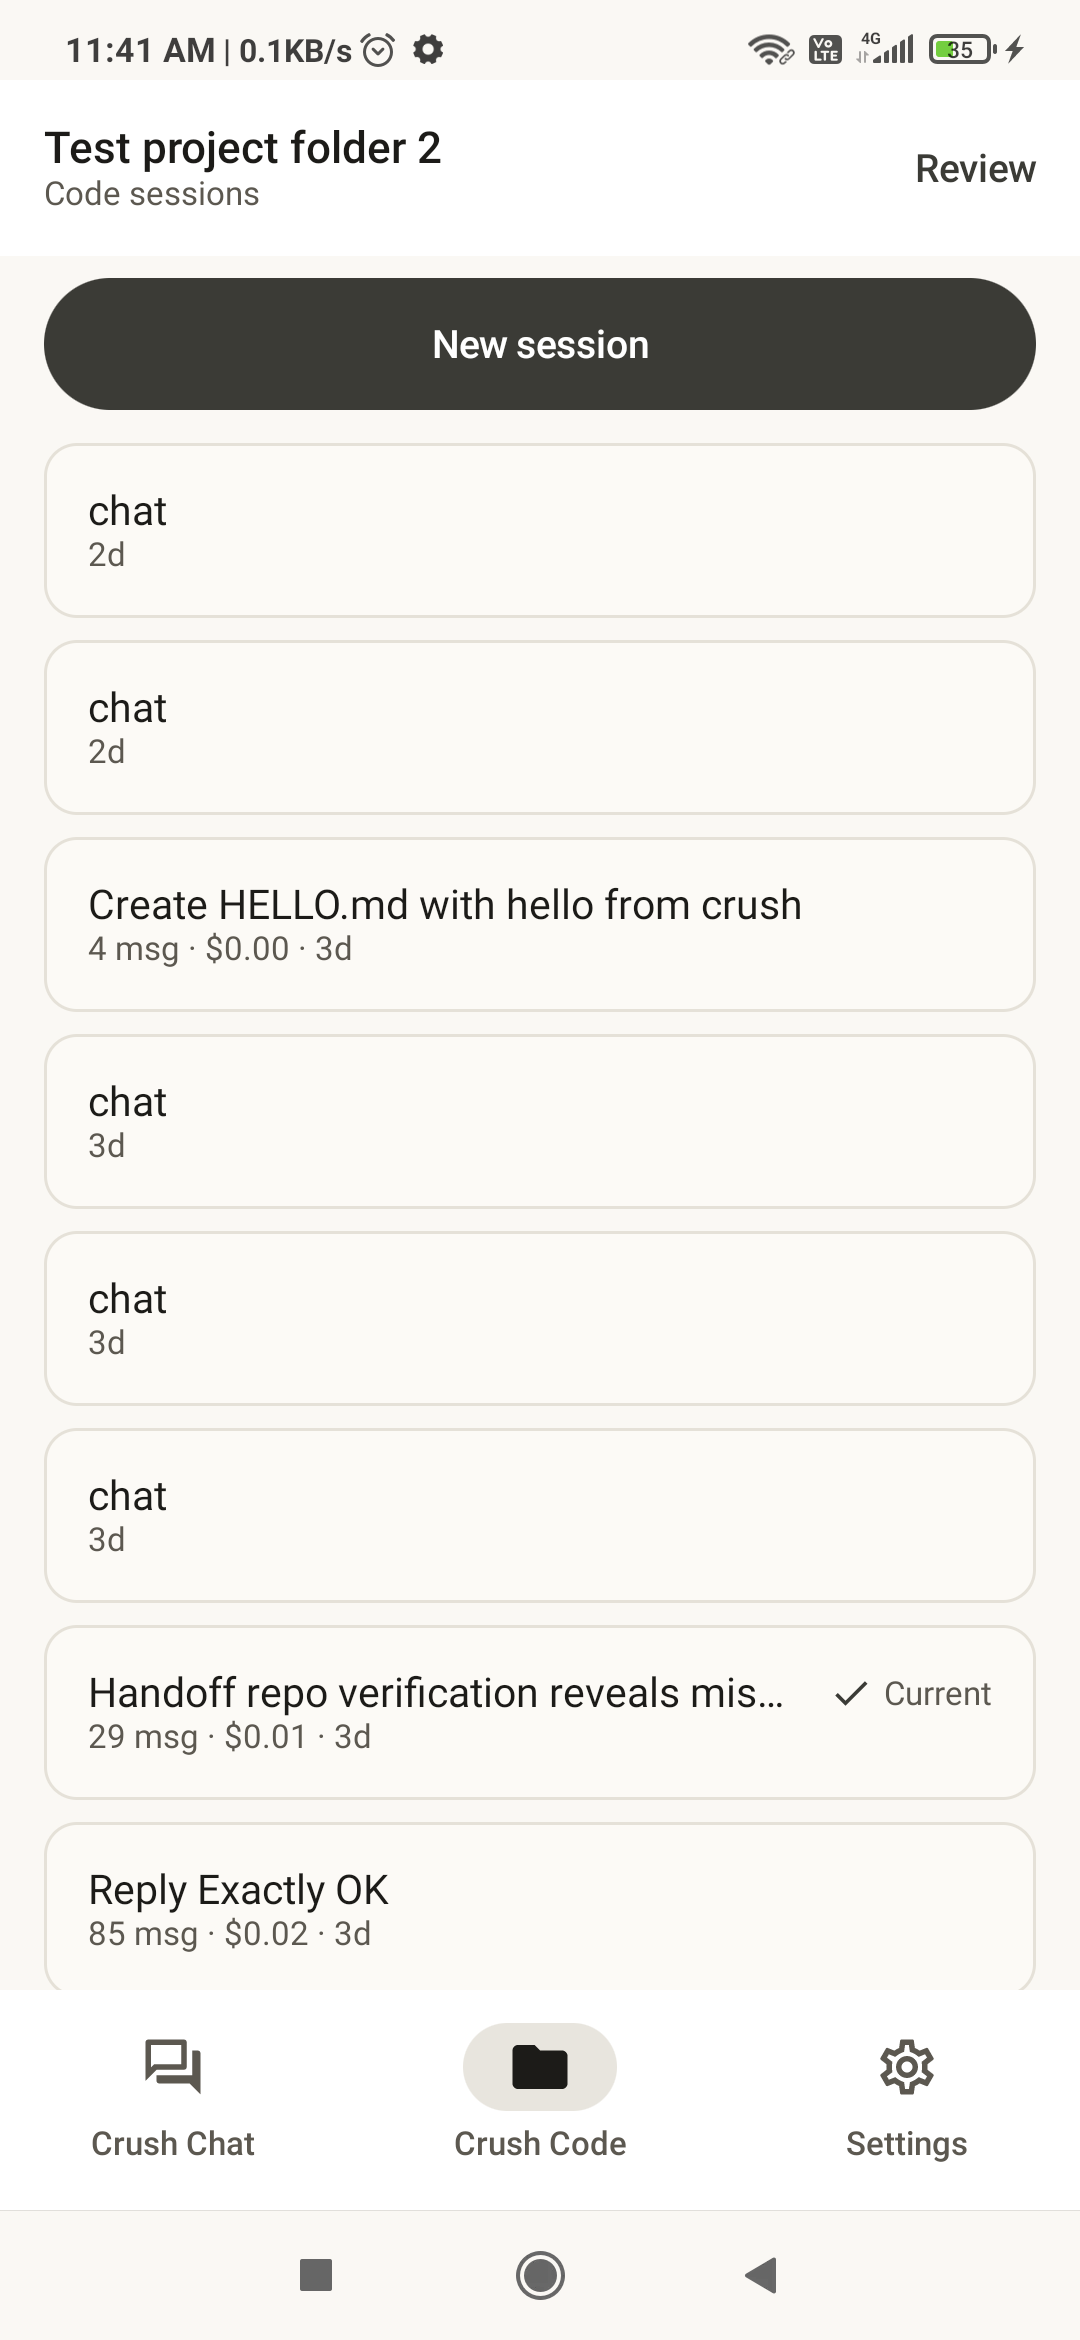 11:41 AM | 0.1KB/s
Vo LTE
4G
35
Test project folder 2
Code sessions
Review
New session
chat
2d
chat
2d
Create HELLO.md with hello from crush
4 msg · $0.00 · 3d
chat
3d
chat
3d
chat
3d
Handoff repo verification reveals mis...
Current
29 msg · $0.01 · 3d
Reply Exactly OK
85 msg · $0.02 · 3d
Crush Chat
Crush Code
Settings